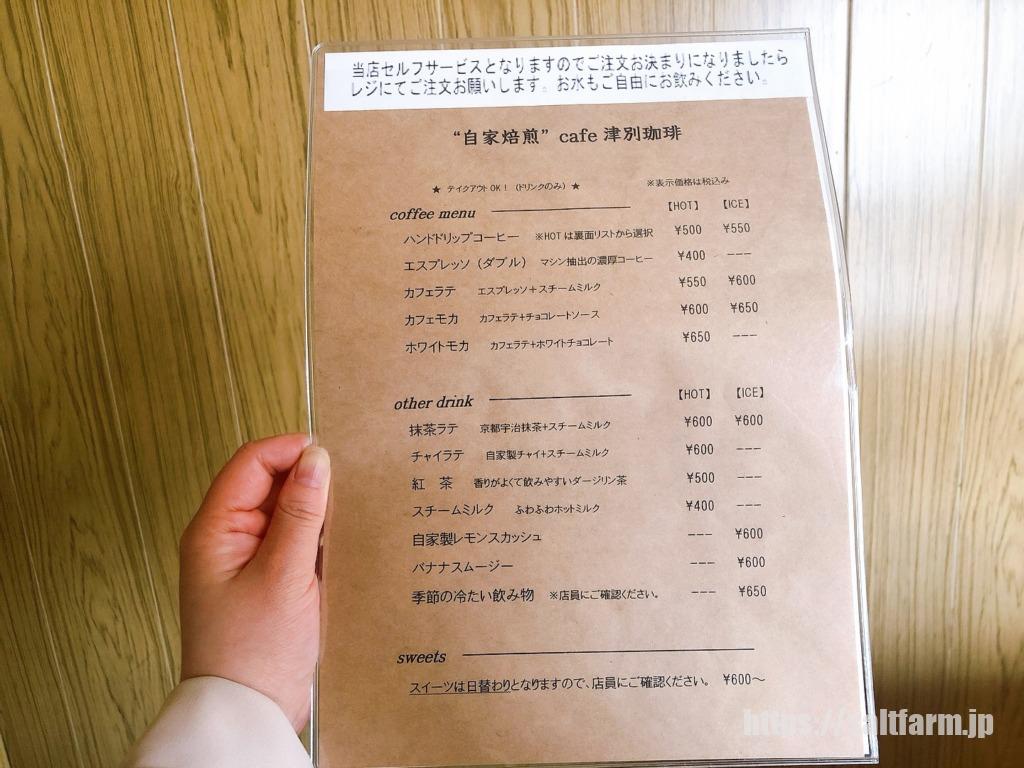 当店セルフサービスとなりますのでご注文お決まりになりましたら
レジにてご注文お願いします。お水もご自由にお飲みください。
“自家焙煎” cafe 津別珈琲
★ テイクアウトOK！（ドリンクのみ）★ ※表示価格は税込み
coffee menu 【HOT】 【ICE】
ハンドドリップコーヒー ※HOTは裏面リストから選択 ¥500 ¥550
エスプレッソ（ダブル） マシン抽出の濃厚コーヒー ¥400 ---
カフェラテ エスプレッソ＋スチームミルク ¥550 ¥600
カフェモカ カフェラテ+チョコレートソース ¥600 ¥650
ホワイトモカ カフェラテ+ホワイトチョコレート ¥650 ---
other drink 【HOT】 【ICE】
抹茶ラテ 京都宇治抹茶+スチームミルク ¥600 ¥600
チャイラテ 自家製チャイ+スチームミルク ¥600 ---
紅 茶 香りがよくて飲みやすいダージリン茶 ¥500 ---
スチームミルク ふわふわホットミルク ¥400 ---
自家製レモンスカッシュ --- ¥600
バナナスムージー --- ¥600
季節の冷たい飲み物 ※店員にご確認ください。 --- ¥650
sweets
スイーツは日替わりとなりますので、店員にご確認ください。 ¥600～